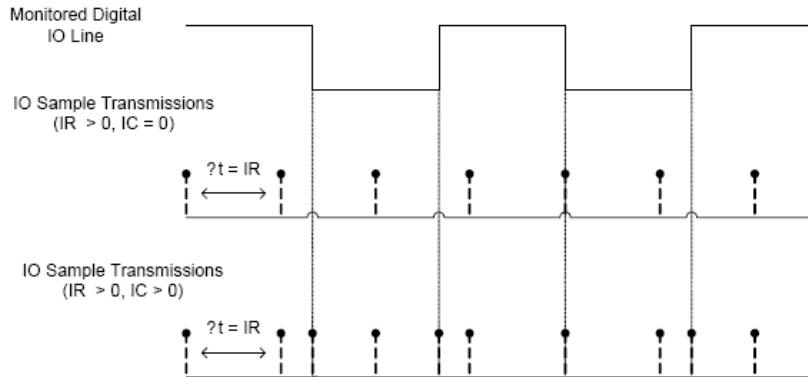 Monitored Digital
IO Line
IO Sample Transmissions
(IR > 0, IC = 0)
?t = IR
IO Sample Transmissions
(IR > 0, IC > 0)
?t = IR